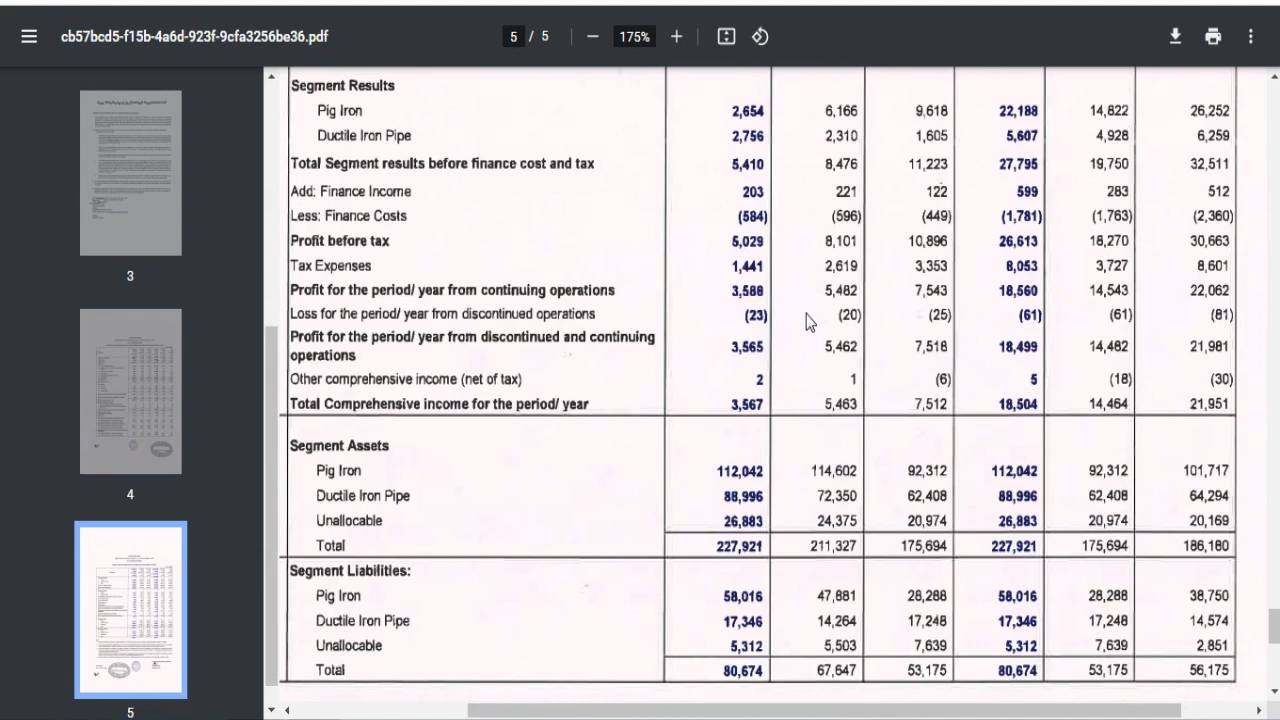 cb57bcd5-f15b-4a6d-923f-9cfa3256be36.pdf
5 / 5
175%
3
4
5
Segment Results
Pig Iron 2,654 6,166 9,618 22,188 14,822 26,252
Ductile Iron Pipe 2,756 2,310 1,605 5,607 4,928 6,259
Total Segment results before finance cost and tax 5,410 8,476 11,223 27,795 19,750 32,511
Add: Finance Income 203 221 122 599 283 512
Less: Finance Costs (584) (596) (449) (1,781) (1,763) (2,360)
Profit before tax 5,029 8,101 10,896 26,613 18,270 30,663
Tax Expenses 1,441 2,619 3,353 8,053 3,727 8,601
Profit for the period/ year from continuing operations 3,588 5,482 7,543 18,560 14,543 22,062
Loss for the period/ year from discontinued operations (23) (20) (25) (61) (61) (81)
Profit for the period/ year from discontinued and continuing
operations 3,565 5,462 7,518 18,499 14,482 21,981
Other comprehensive income (net of tax) 2 1 (6) 5 (18) (30)
Total Comprehensive income for the period/ year 3,567 5,463 7,512 18,504 14,464 21,951
Segment Assets
Pig Iron 112,042 114,602 92,312 112,042 92,312 101,717
Ductile Iron Pipe 88,996 72,350 62,408 88,996 62,408 64,294
Unallocable 26,883 24,375 20,974 26,883 20,974 20,169
Total 227,921 211,327 175,694 227,921 175,694 186,180
Segment Liabilities:
Pig Iron 58,016 47,881 28,288 58,016 28,288 38,750
Ductile Iron Pipe 17,346 14,264 17,248 17,346 17,248 14,574
Unallocable 5,312 5,503 7,639 5,312 7,639 2,851
Total 80,674 67,647 53,175 80,674 53,175 56,175